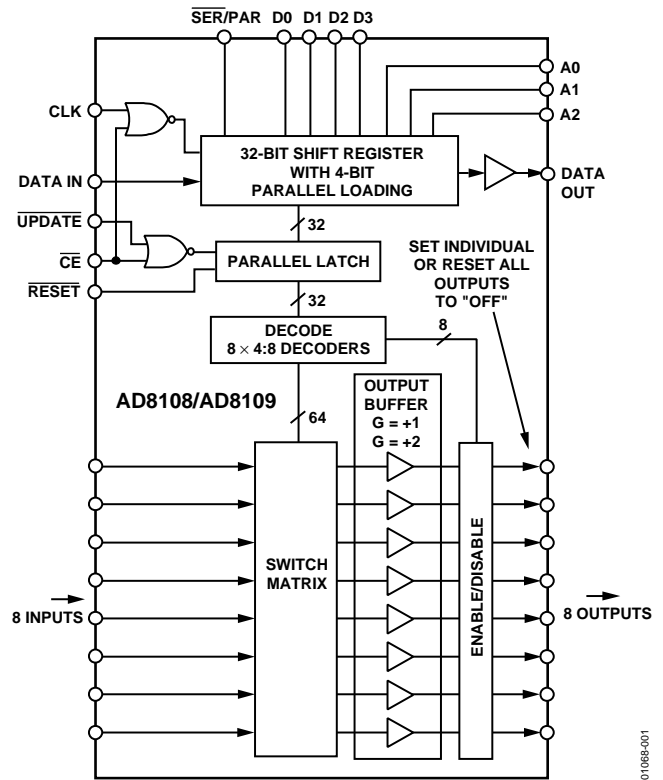 SER/PAR D0 D1 D2 D3
A0
A1
A2
CLK
32-BIT SHIFT REGISTER
WITH 4-BIT
PARALLEL LOADING
DATA IN
DATA
OUT
UPDATE
32
CE
PARALLEL LATCH
SET INDIVIDUAL
OR RESET ALL
OUTPUTS
TO "OFF"
RESET
32
DECODE
8 × 4:8 DECODERS
8
AD8108/AD8109
64
OUTPUT
BUFFER
G = +1
G = +2
SWITCH
MATRIX
ENABLE/DISABLE
8 INPUTS
8 OUTPUTS
01068-001